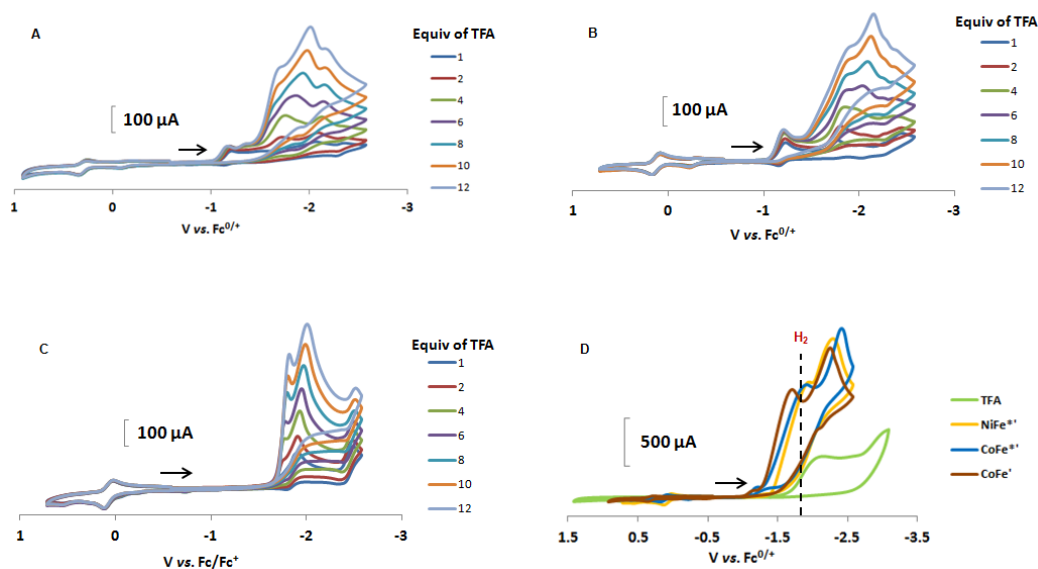 A
Equiv of TFA
1
2
4
6
8
10
12
100 µA
1
0
-1
-2
-3
V vs. Fc⁰/⁺
B
Equiv of TFA
1
2
4
6
8
10
12
100 µA
1
0
-1
-2
-3
V vs. Fc⁰/⁺
C
Equiv of TFA
1
2
4
6
8
10
12
100 µA
1
0
-1
-2
-3
V vs. Fc/Fc⁺
D
H₂
500 µA
TFA
NiFe*'
CoFe*'
CoFe'
1.5
0.5
-0.5
-1.5
-2.5
-3.5
V vs. Fc⁰/⁺